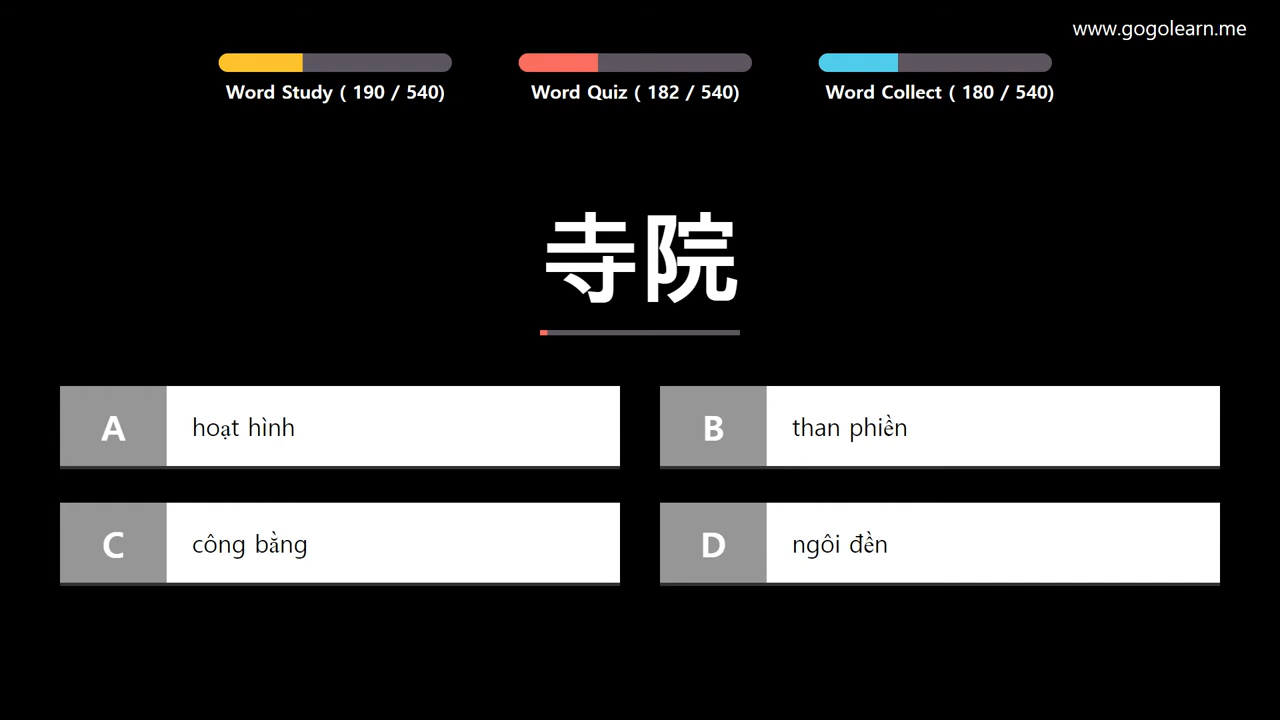 www.gogolearn.me
Word Study ( 190 / 540)
Word Quiz ( 182 / 540)
Word Collect ( 180 / 540)
寺院
A hoạt hình
B than phiền
C công bằng
D ngôi đền